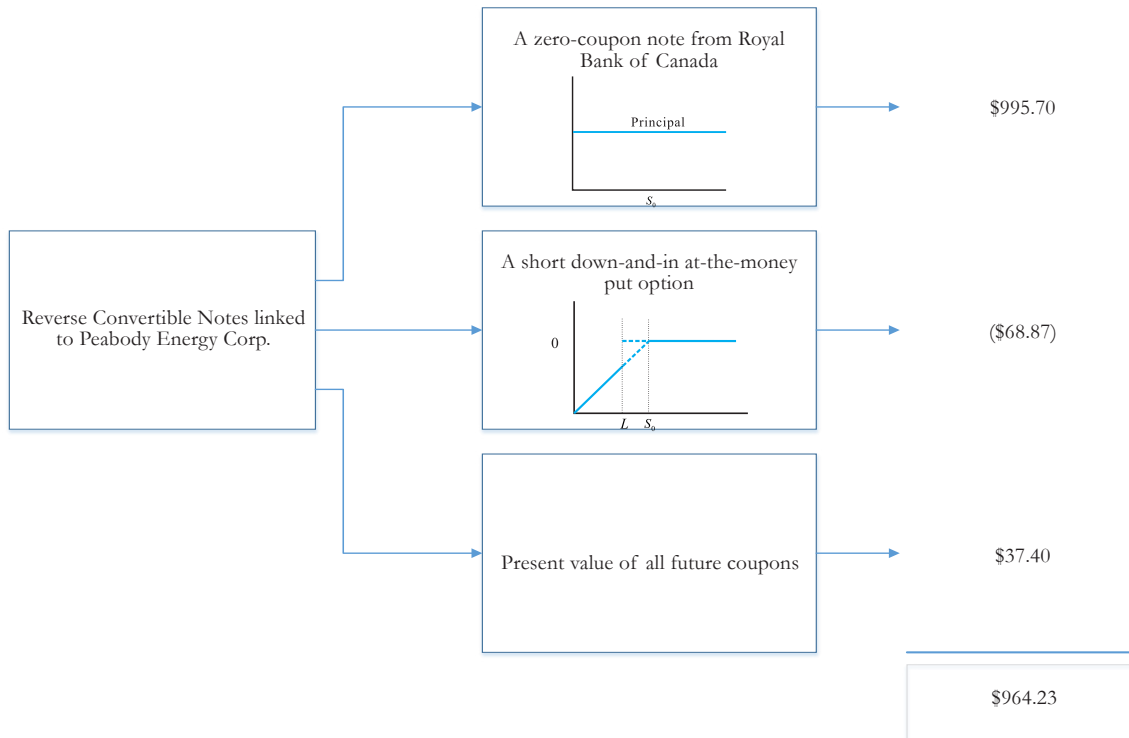 A zero-coupon note from Royal
Bank of Canada
Principal
S₀
$995.70
Reverse Convertible Notes linked
to Peabody Energy Corp.
A short down-and-in at-the-money
put option
0
L S₀
($68.87)
Present value of all future coupons
$37.40
$964.23